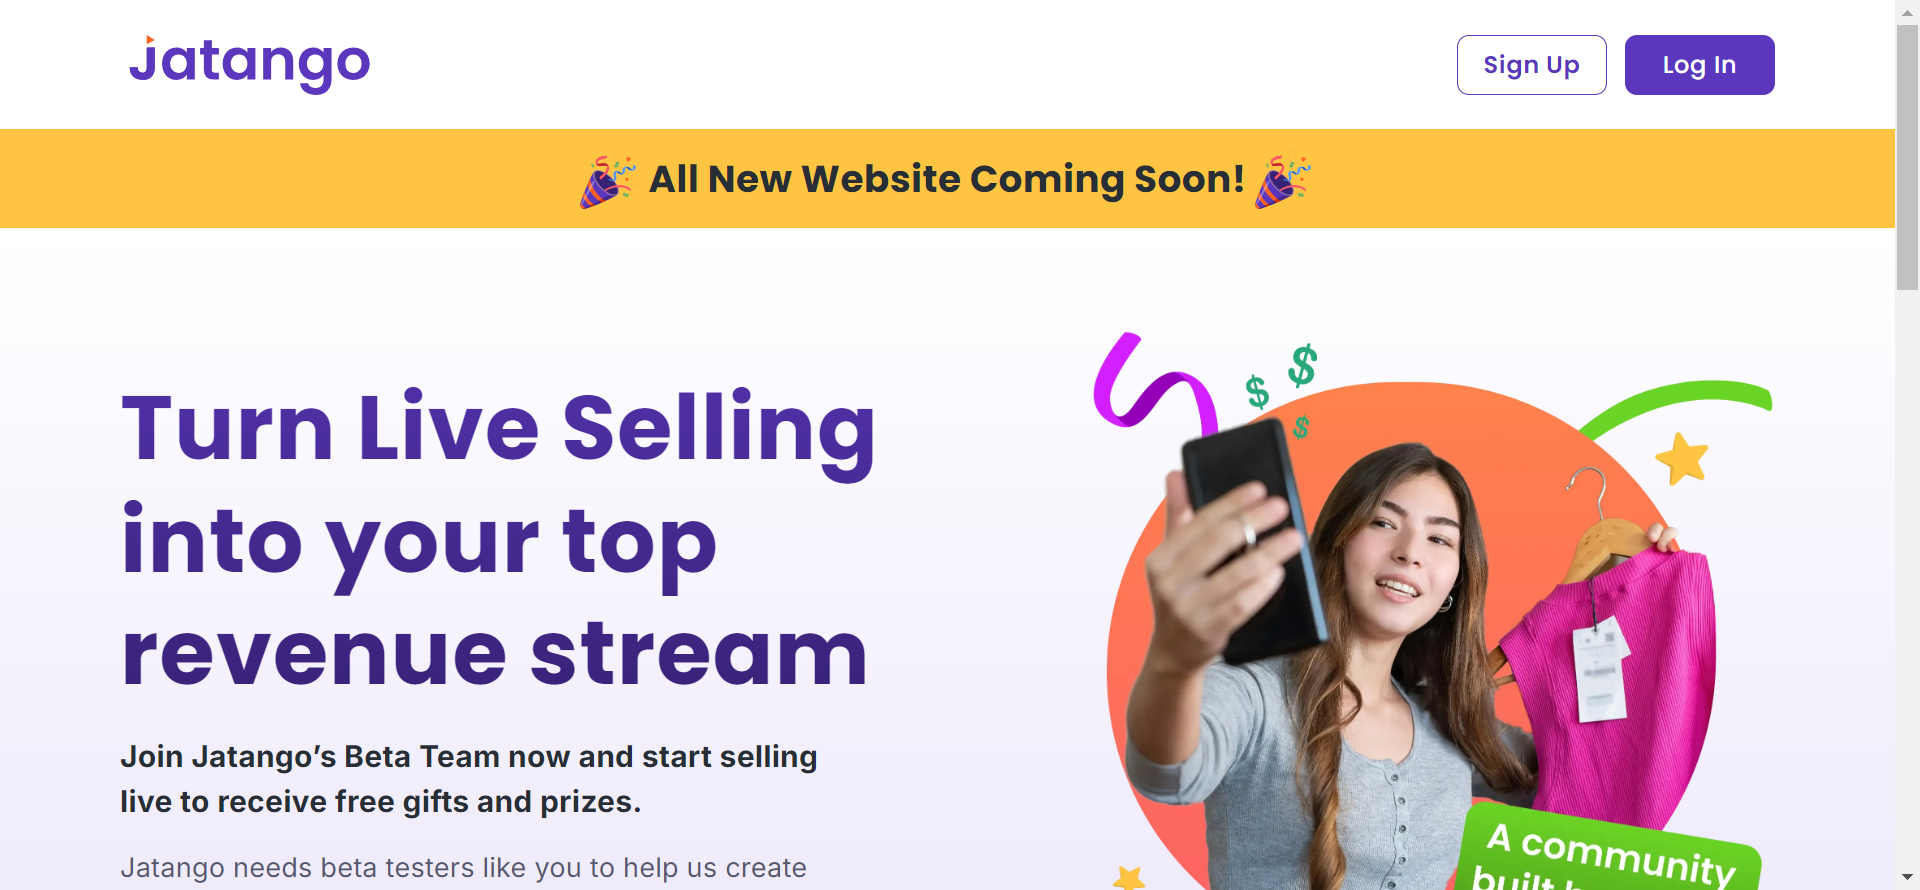 Jatango
Sign Up
Log In
All New Website Coming Soon!
Turn Live Selling
into your top
revenue stream
Join Jatango’s Beta Team now and start selling
live to receive free gifts and prizes.
Jatango needs beta testers like you to help us create
$ $
$
A community
built